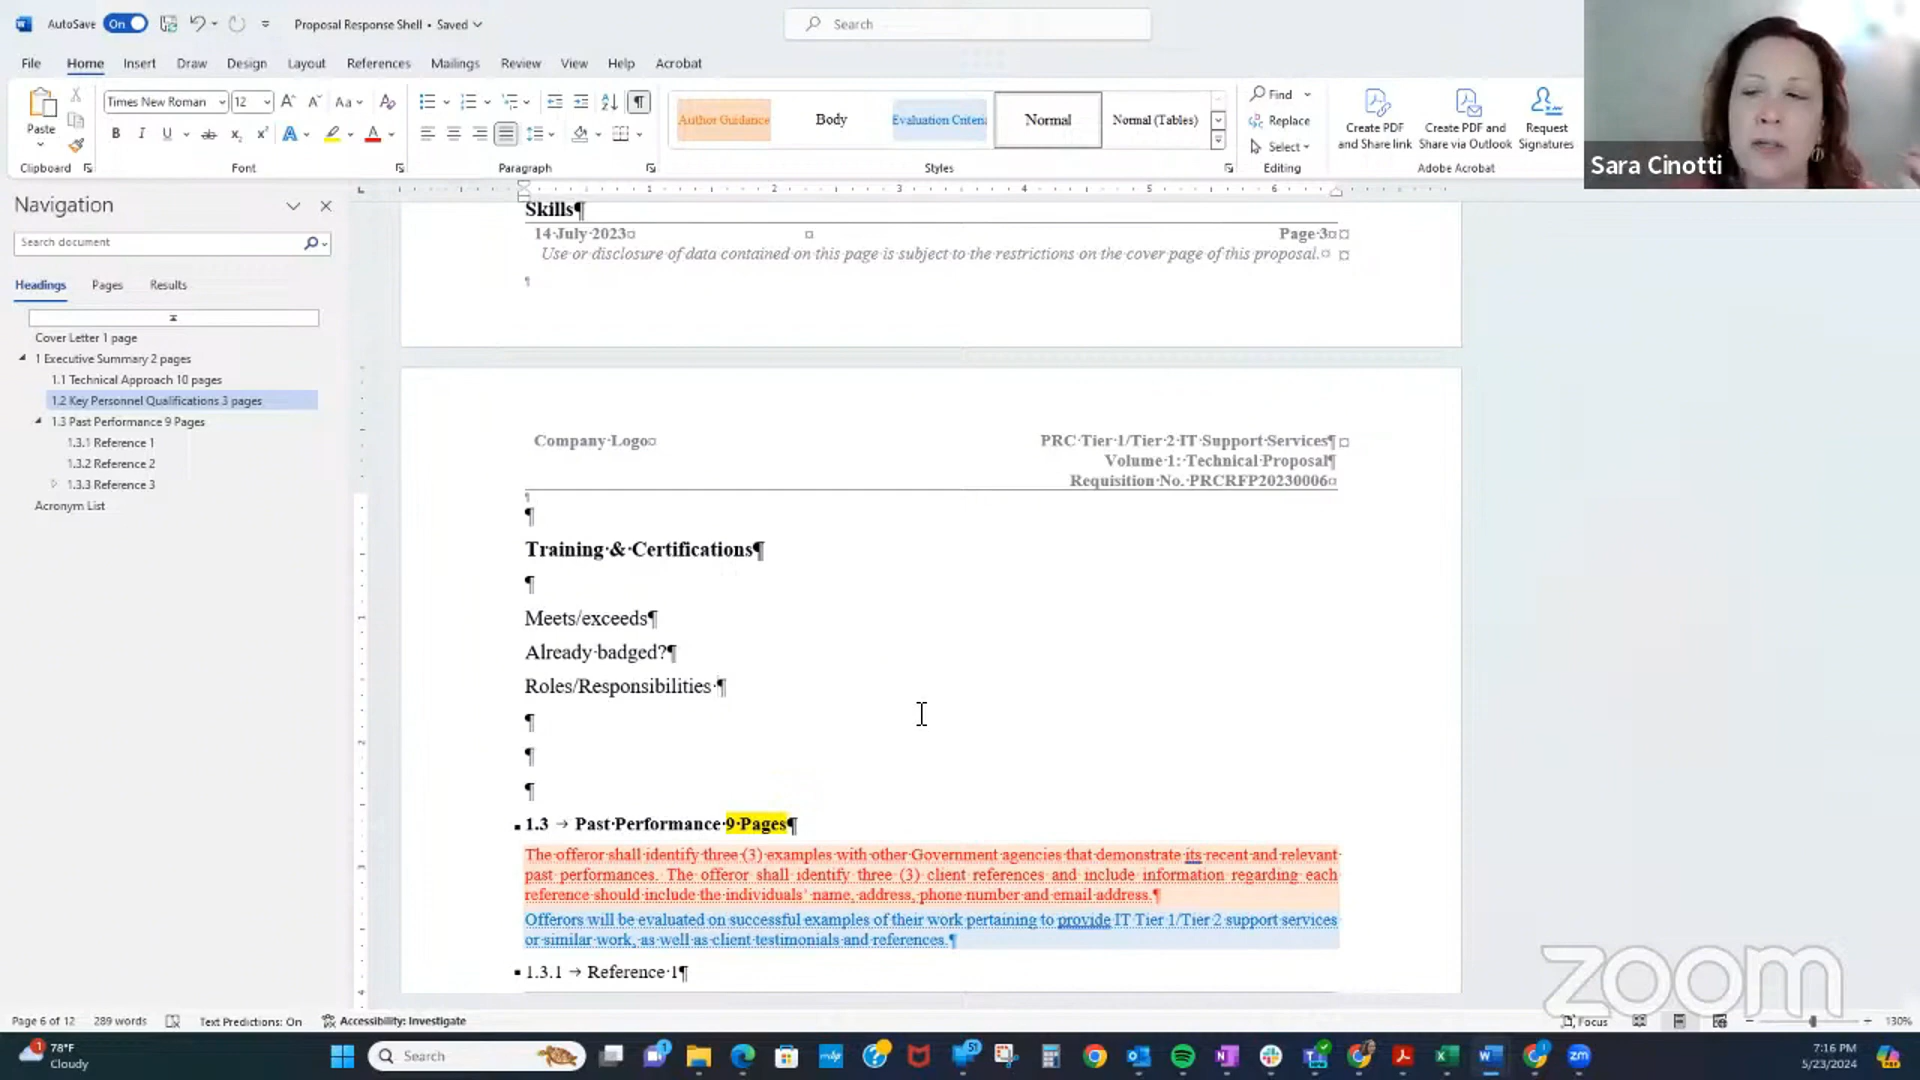 AutoSave On Proposal Response Shell • Saved Search
File Home Insert Draw Design Layout References Mailings Review View Help Acrobat
Paste Times New Roman 12 Aa
Author Guidance Body Evaluation Criteria Normal Normal (Tables)
Find
Replace
Select
Create PDF and Share link
Create PDF and Share via Outlook
Request Signatures
Clipboard Font Paragraph Styles Editing Adobe Acrobat
Sara Cinotti
Navigation
Search document
Headings Pages Results
Cover Letter 1 page
1 Executive Summary 2 pages
1.1 Technical Approach 10 pages
1.2 Key Personnel Qualifications 3 pages
1.3 Past Performance 9 Pages
1.3.1 Reference 1
1.3.2 Reference 2
1.3.3 Reference 3
Acronym List
Skills¶
14·July·2023¤ ¤ Page·3¤¤
Use·or·disclosure·of·data·contained·on·this·page·is·subject·to·the·restrictions·on·the·cover·page·of·this·proposal.¤ ¤
¶
Company·Logo¤ PRC·Tier·1/Tier·2·IT·Support·Services¶ ¤
Volume·1:·Technical·Proposal¶
Requisition·No.·PRCRFP20230006¤
¶
¶
Training·&·Certifications¶
¶
Meets/exceeds¶
Already·badged?¶
Roles/Responsibilities·¶
¶
¶
¶
1.3 → Past·Performance·9·Pages¶
The·offeror·shall·identify·three·(3)·examples·with·other·Government·agencies·that·demonstrate·its·recent·and·relevant·
past·performances.·The·offeror·shall·identify·three·(3)·client·references·and·include·information·regarding·each·
reference·should·include·the·individuals'·name,·address,·phone·number·and·email·address.¶
Offerors·will·be·evaluated·on·successful·examples·of·their·work·pertaining·to·provide·IT·Tier·1/Tier·2·support·services·
or·similar·work,·as·well·as·client·testimonials·and·references.¶
1.3.1 → Reference·1¶
zoom
Page 6 of 12 289 words Text Predictions: On Accessibility: Investigate Focus 130%
78°F
Cloudy
Search
7:16 PM
5/23/2024